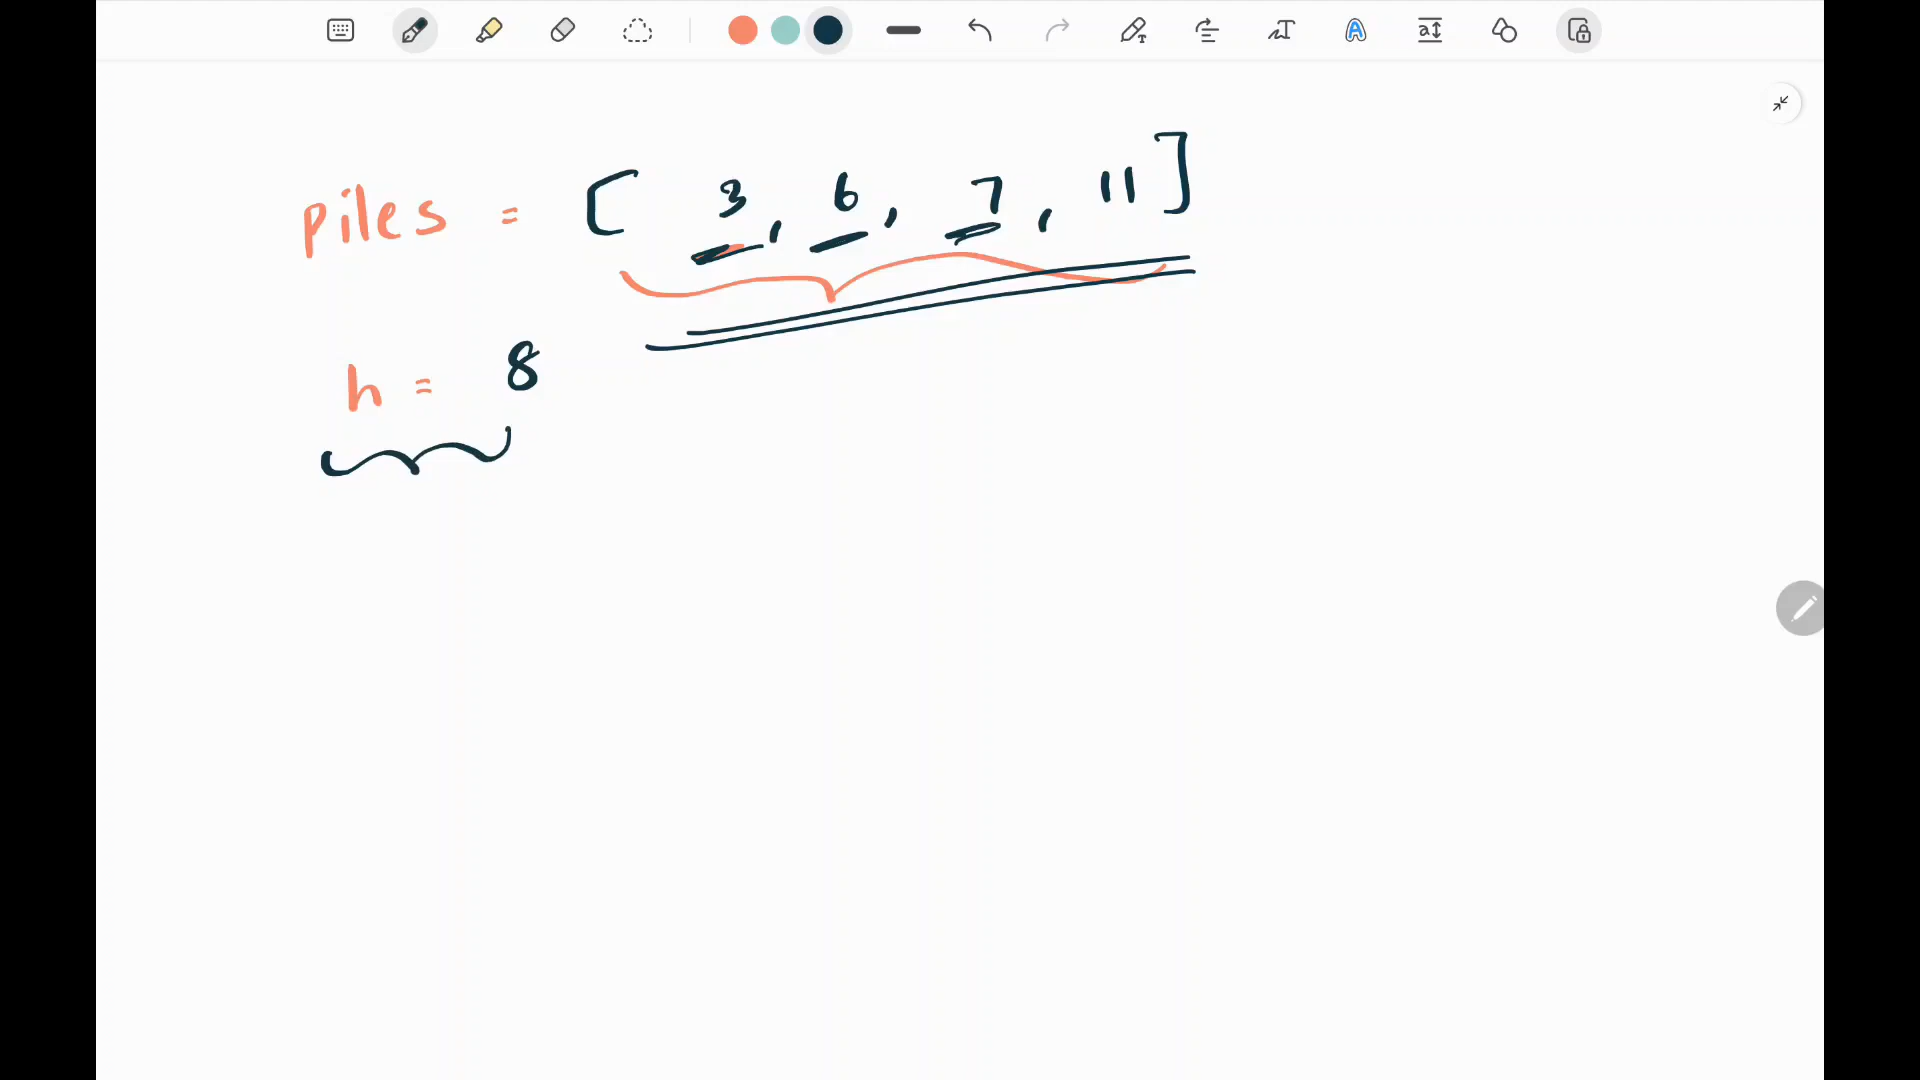 piles = [ 3, 6, 7, 11 ]
h = 8